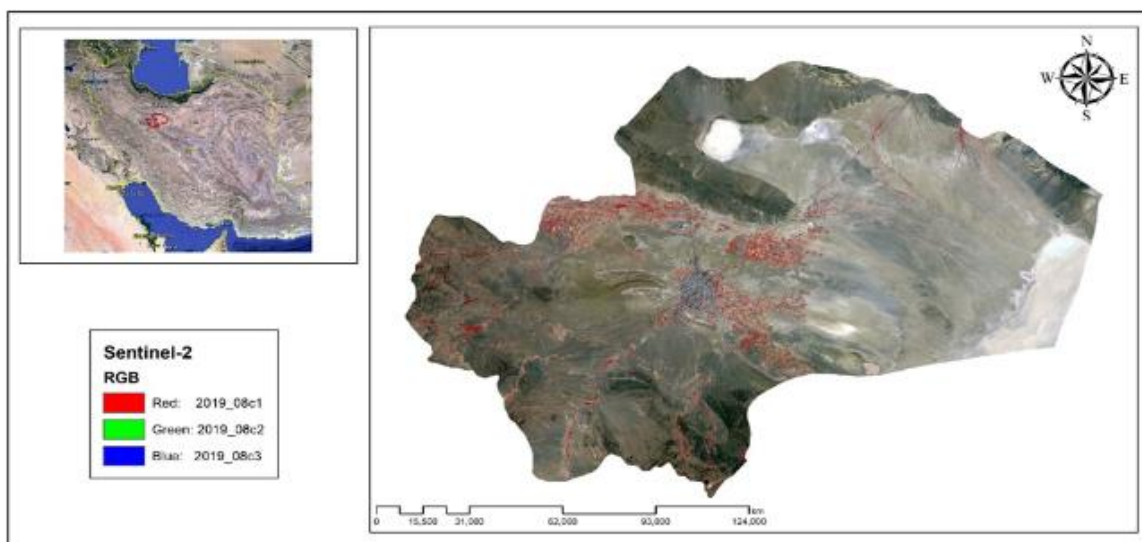 N
W E
S
Sentinel-2
RGB
Red: 2019_08c1
Green: 2019_08c2
Blue: 2019_08c3
km
0 15,500 31,000 62,000 93,000 124,000